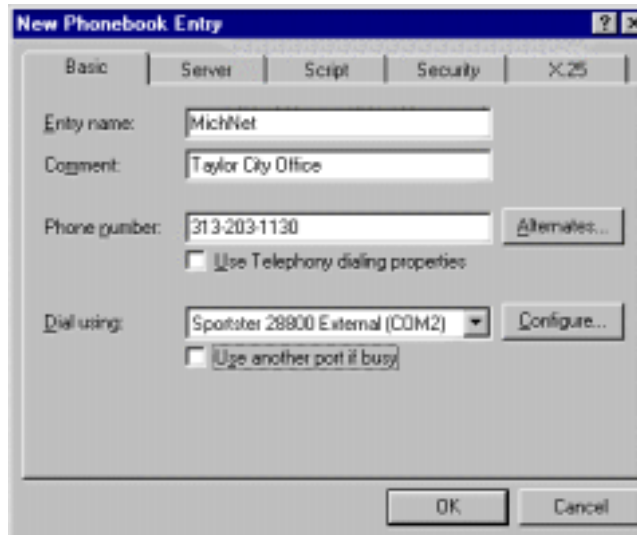 New Phonebook Entry
Basic Server Script Security X.25
Entry name: MichNet
Comment: Taylor City Office
Phone number: 313-203-1130 Alternates...
Use Telephony dialing properties
Dial using: Sportster 28800 External (COM2) Configure...
Use another port if busy
OK Cancel